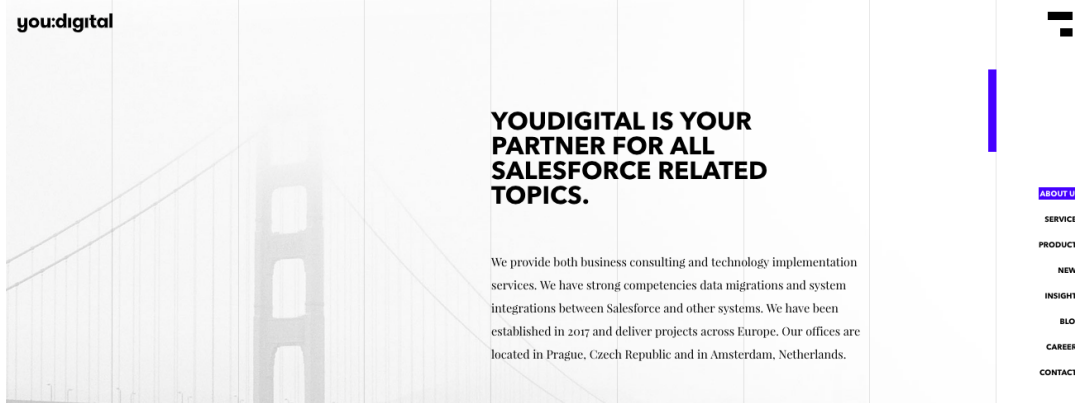 you:digital
YOUDIGITAL IS YOUR
PARTNER FOR ALL
SALESFORCE RELATED
TOPICS.
We provide both business consulting and technology implementation
services. We have strong competencies data migrations and system
integrations between Salesforce and other systems. We have been
established in 2017 and deliver projects across Europe. Our offices are
located in Prague, Czech Republic and in Amsterdam, Netherlands.
ABOUT U
SERVICE
PRODUCT
NEW
INSIGHT
BLO
CAREER
CONTACT